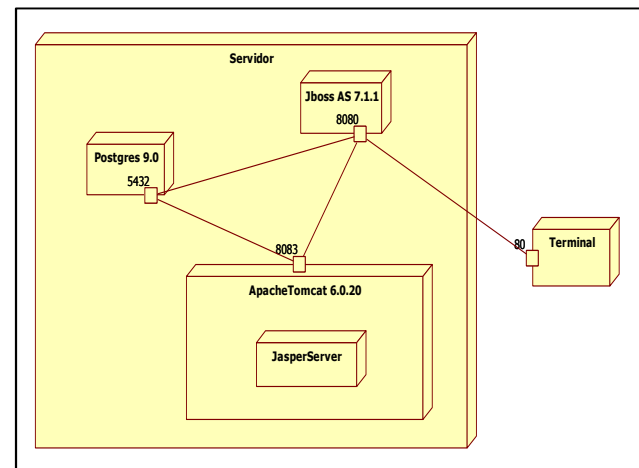 Servidor
Jboss AS 7.1.1
8080
Postgres 9.0
5432
80
Terminal
8083
ApacheTomcat 6.0.20
JasperServer